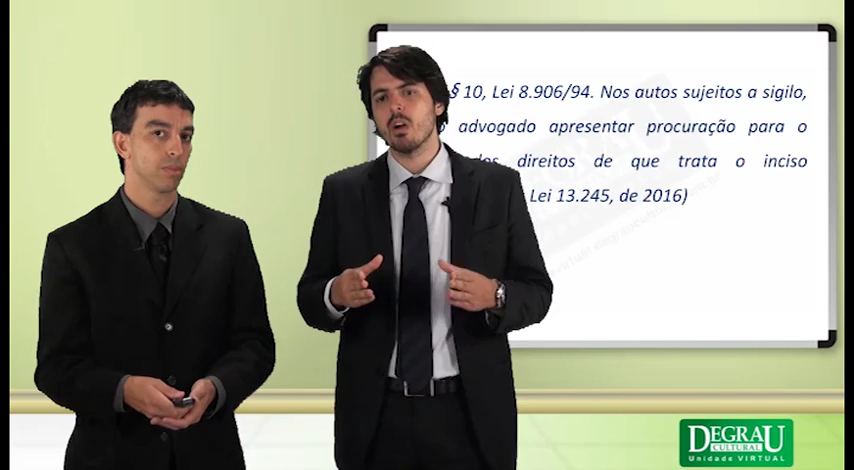 § 10, Lei 8.906/94. Nos autos sujeitos a sigilo,
advogado apresentar procuração para o
direitos de que trata o inciso
Lei 13.245, de 2016)
DEGRAU
CULTURAL
Unidade VIRTUAL